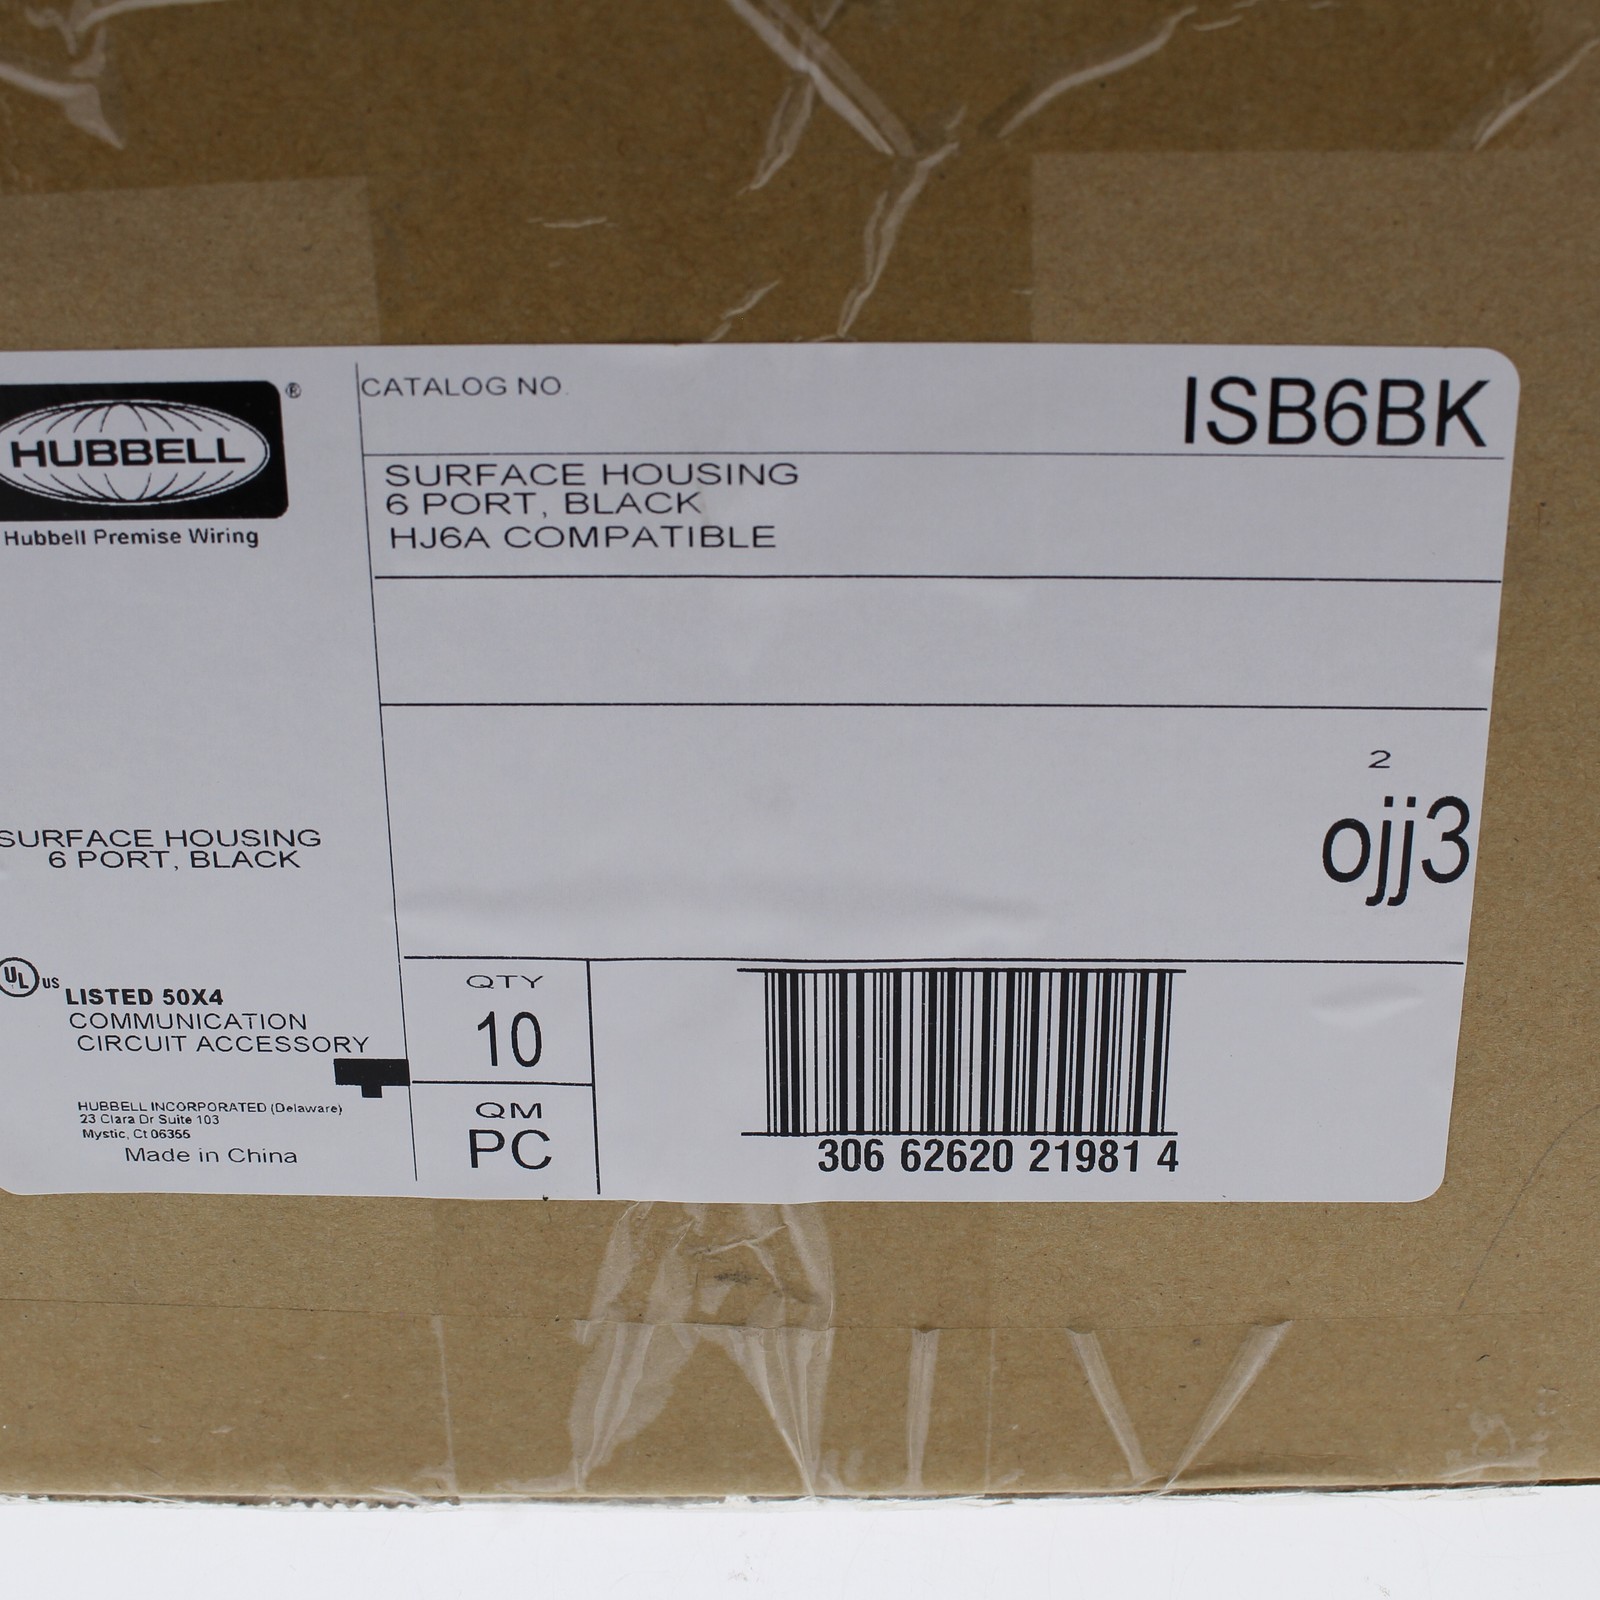 HUBBELL
®
Hubbell Premise Wiring
CATALOG NO.
ISB6BK
SURFACE HOUSING
6 PORT, BLACK
HJ6A COMPATIBLE
2
ojj3
SURFACE HOUSING
6 PORT, BLACK
UL US LISTED 50X4
COMMUNICATION
CIRCUIT ACCESSORY
HUBBELL INCORPORATED (Delaware)
23 Clara Dr Suite 103
Mystic, Ct 06355
Made in China
QTY
10
QM
PC
306 62620 21981 4